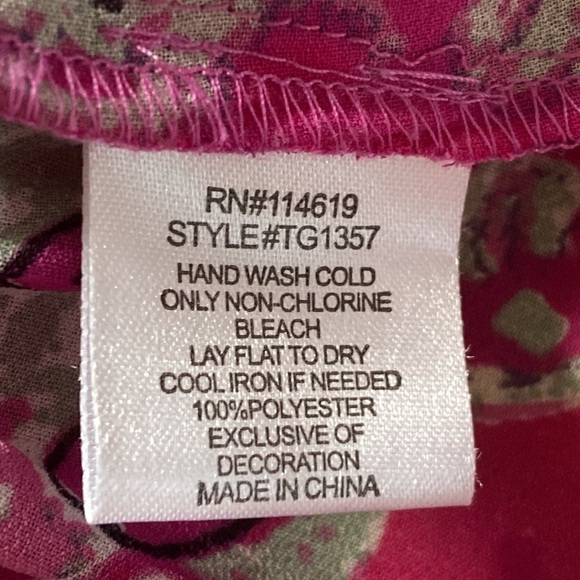 RN#114619
STYLE#TG1357
HAND WASH COLD
ONLY NON-CHLORINE
BLEACH
LAY FLAT TO DRY
COOL IRON IF NEEDED
100%POLYESTER
EXCLUSIVE OF
DECORATION
MADE IN CHINA